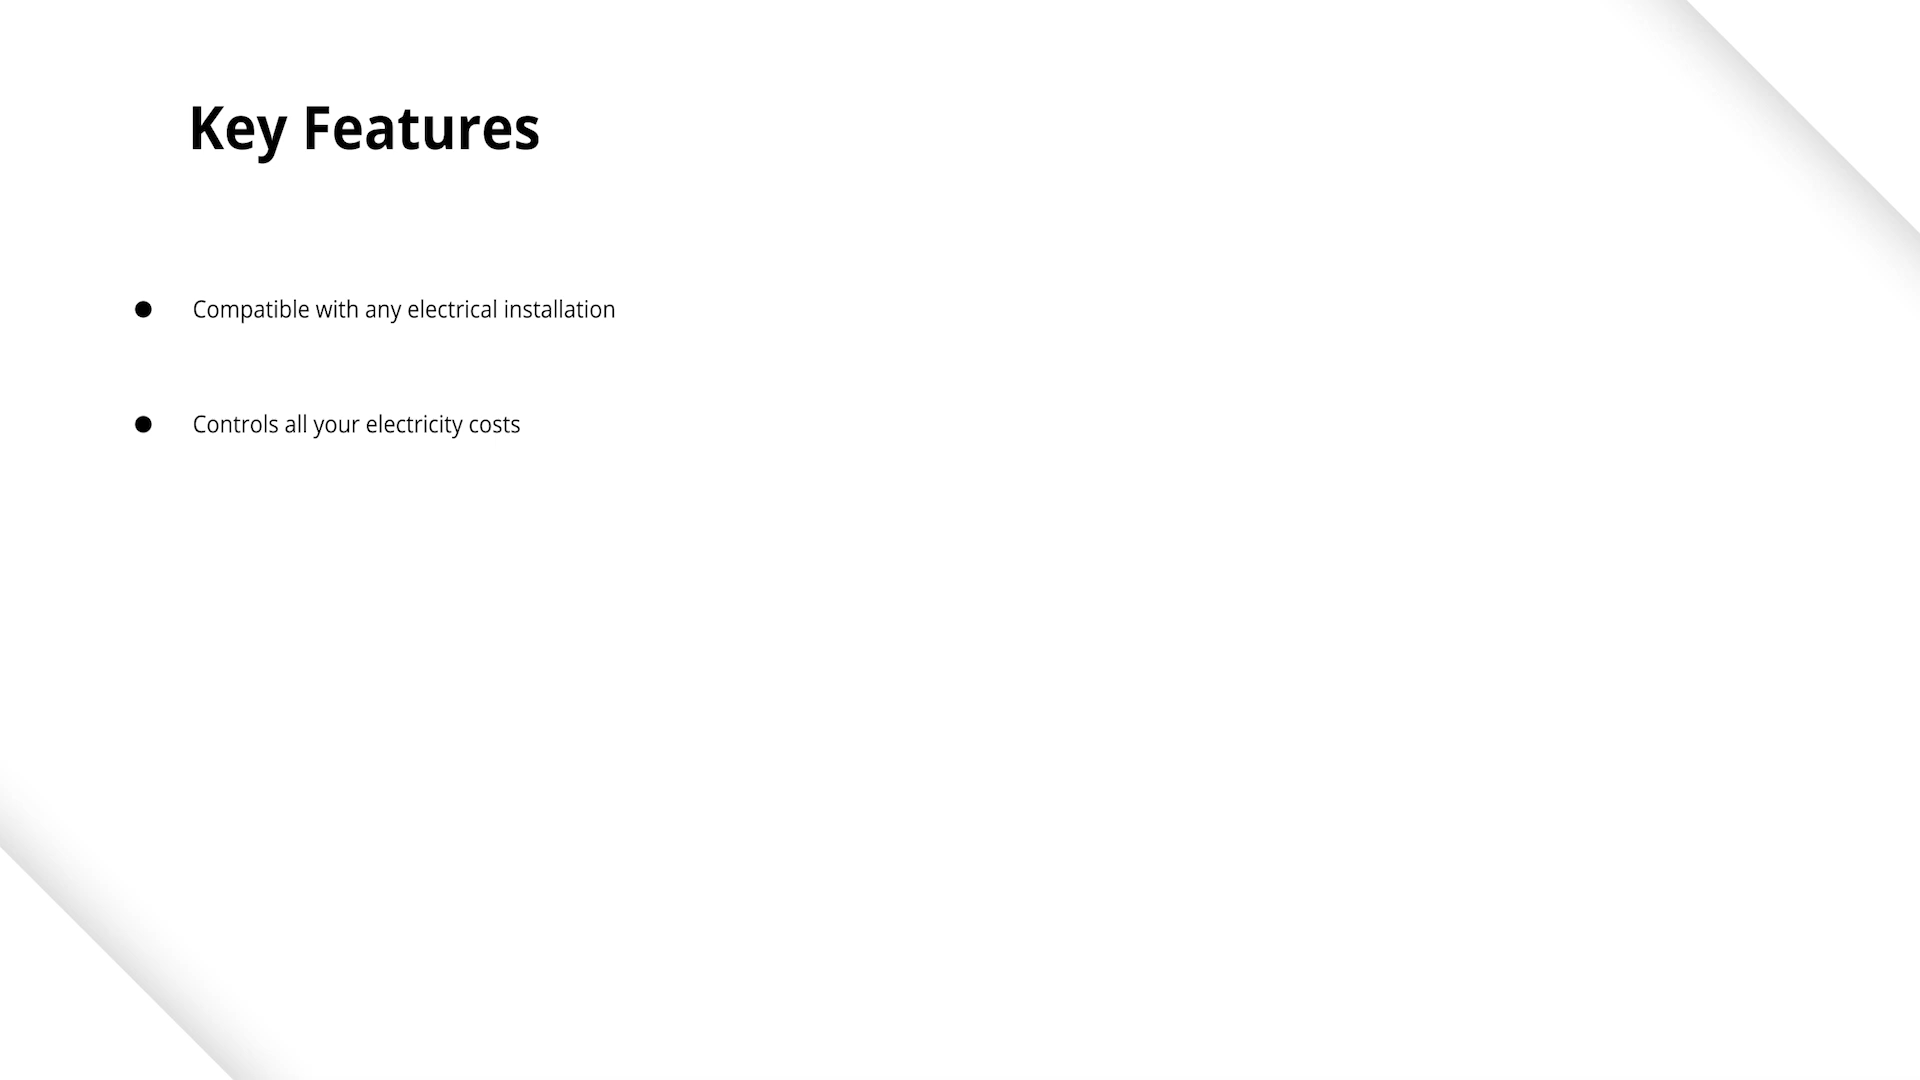 Key Features
● Compatible with any electrical installation
● Controls all your electricity costs